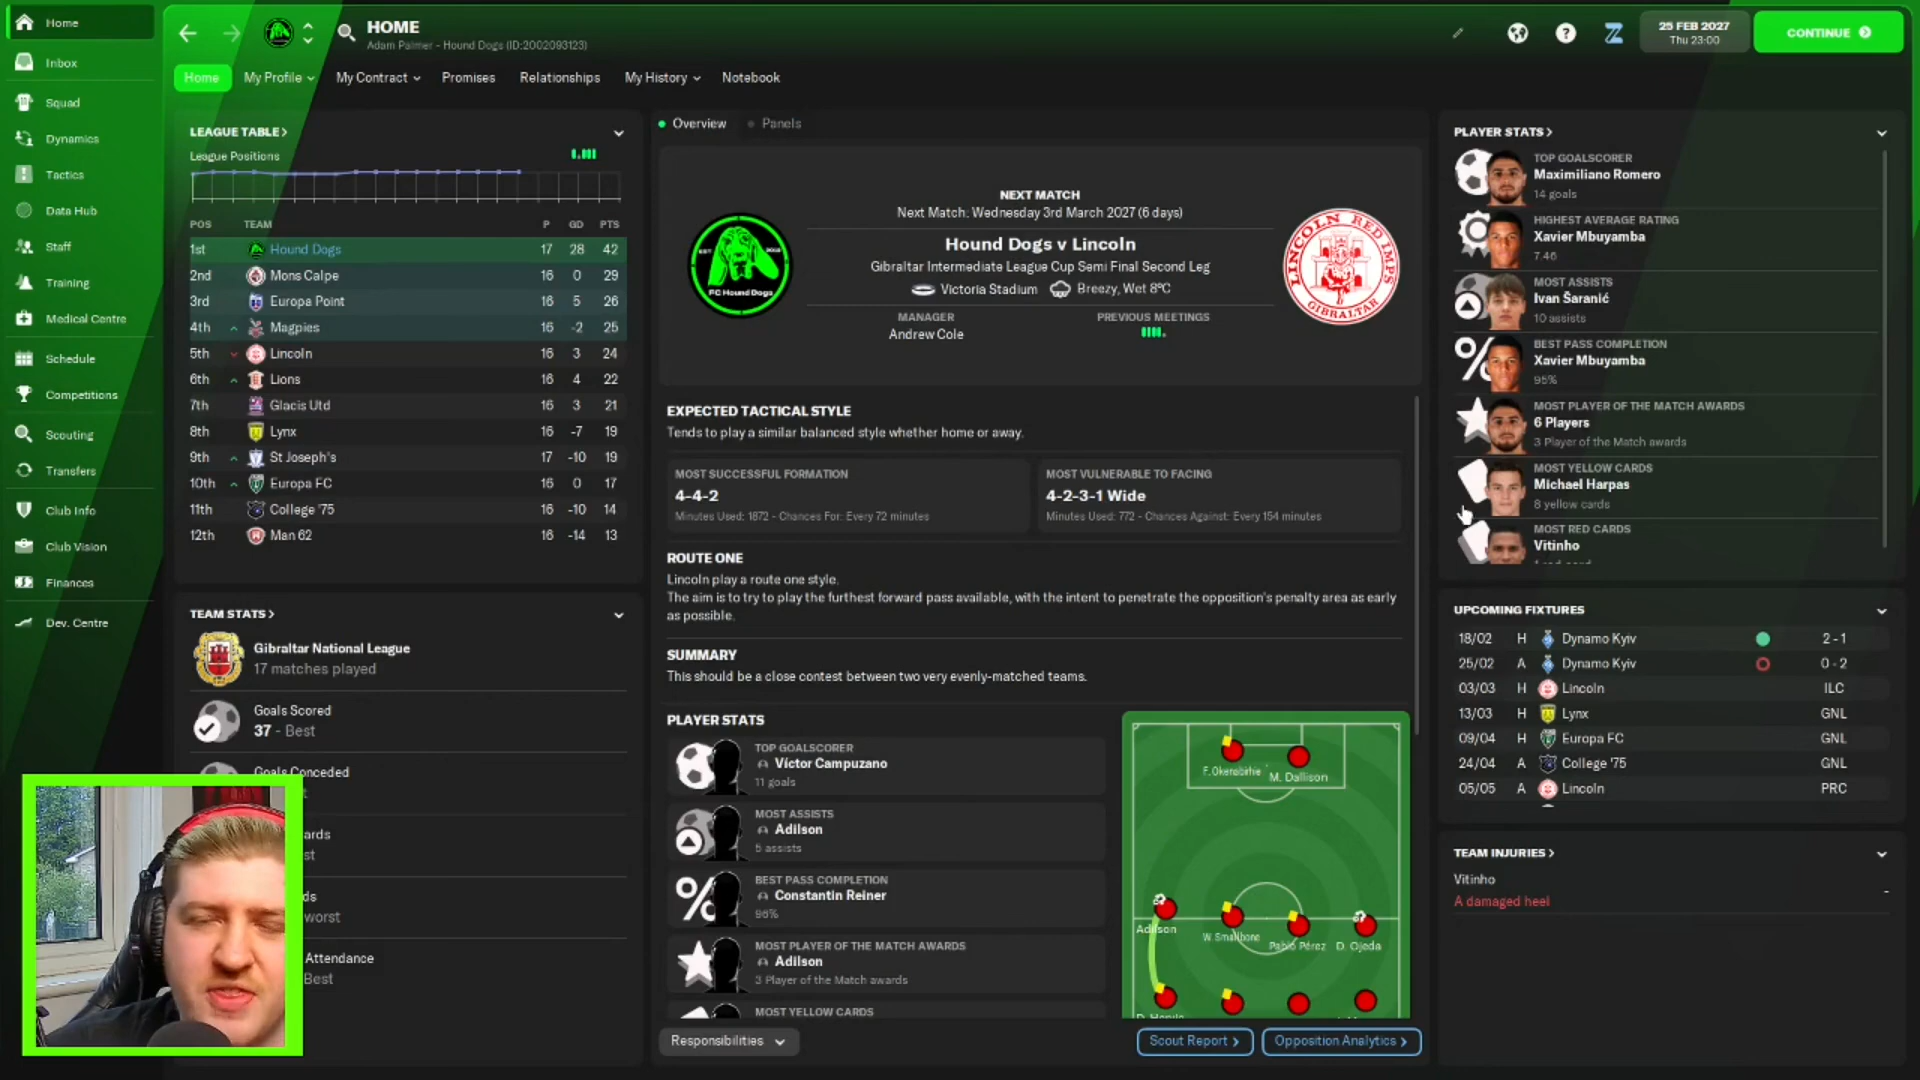 Home
Inbox
Squad
Dynamics
Tactics
Data Hub
Staff
Training
Medical Centre
Schedule
Competitions
Scouting
Transfers
Club Info
Club Vision
Finances
Dev. Centre
HOME
Adam Palmer - Hound Dogs (ID:2002093123)
25 FEB 2027
Thu 23:00
CONTINUE
Home My Profile My Contract Promises Relationships My History Notebook
LEAGUE TABLE >
League Positions
POS TEAM P GD PTS
1st Hound Dogs 17 28 42
2nd Mons Calpe 16 0 29
3rd Europa Point 16 5 26
4th Magpies 16 -2 25
5th Lincoln 16 3 24
6th Lions 16 4 22
7th Glacis Utd 16 3 21
8th Lynx 16 -7 19
9th St Joseph's 17 -10 19
10th Europa FC 16 0 17
11th College '75 16 -10 14
12th Man 62 16 -14 13
TEAM STATS >
Gibraltar National League
17 matches played
Goals Scored
37 - Best
Goals Conceded
Attendance
Best
Overview Panels
NEXT MATCH
Next Match: Wednesday 3rd March 2027 (6 days)
Hound Dogs v Lincoln
Gibraltar Intermediate League Cup Semi Final Second Leg
Victoria Stadium Breezy, Wet 8°C
MANAGER
Andrew Cole
PREVIOUS MEETINGS
FC Hound Dogs
LINCOLN RED IMPS
GIBRALTAR
EXPECTED TACTICAL STYLE
Tends to play a similar balanced style whether home or away.
MOST SUCCESSFUL FORMATION
4-4-2
Minutes Used: 1872 - Chances For: Every 72 minutes
MOST VULNERABLE TO FACING
4-2-3-1 Wide
Minutes Used: 772 - Chances Against: Every 154 minutes
ROUTE ONE
Lincoln play a route one style.
The aim is to try to play the furthest forward pass available, with the intent to penetrate the opposition's penalty area as early
as possible.
SUMMARY
This should be a close contest between two very evenly-matched teams.
PLAYER STATS
TOP GOALSCORER
Víctor Campuzano
11 goals
MOST ASSISTS
Adilson
5 assists
BEST PASS COMPLETION
Constantin Reiner
96%
MOST PLAYER OF THE MATCH AWARDS
Adilson
3 Player of the Match awards
MOST YELLOW CARDS
F. Okenabirhie M. Dallison
Adilson W. Smallbone Pablo Pérez D. Ojeda
Responsibilities
Scout Report >
Opposition Analytics >
PLAYER STATS >
TOP GOALSCORER
Maximiliano Romero
14 goals
HIGHEST AVERAGE RATING
Xavier Mbuyamba
7.46
MOST ASSISTS
Ivan Šaranić
10 assists
BEST PASS COMPLETION
Xavier Mbuyamba
95%
MOST PLAYER OF THE MATCH AWARDS
6 Players
3 Player of the Match awards
MOST YELLOW CARDS
Michael Harpas
8 yellow cards
MOST RED CARDS
Vitinho
1 red card
UPCOMING FIXTURES
18/02 H Dynamo Kyiv 2 - 1
25/02 A Dynamo Kyiv 0 - 2
03/03 H Lincoln ILC
13/03 H Lynx GNL
09/04 H Europa FC GNL
24/04 A College '75 GNL
05/05 A Lincoln PRC
TEAM INJURIES >
Vitinho -
A damaged heel